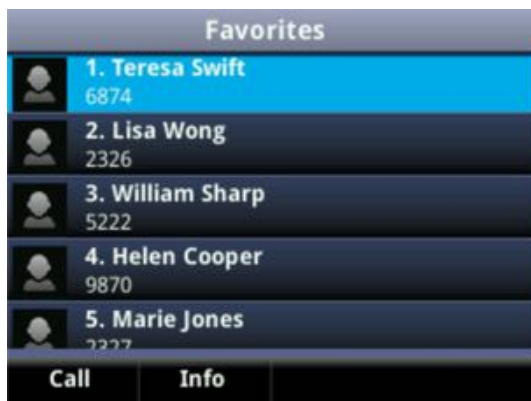 Favorites
1. Teresa Swift
6874
2. Lisa Wong
2326
3. William Sharp
5222
4. Helen Cooper
9870
5. Marie Jones
2327
Call Info